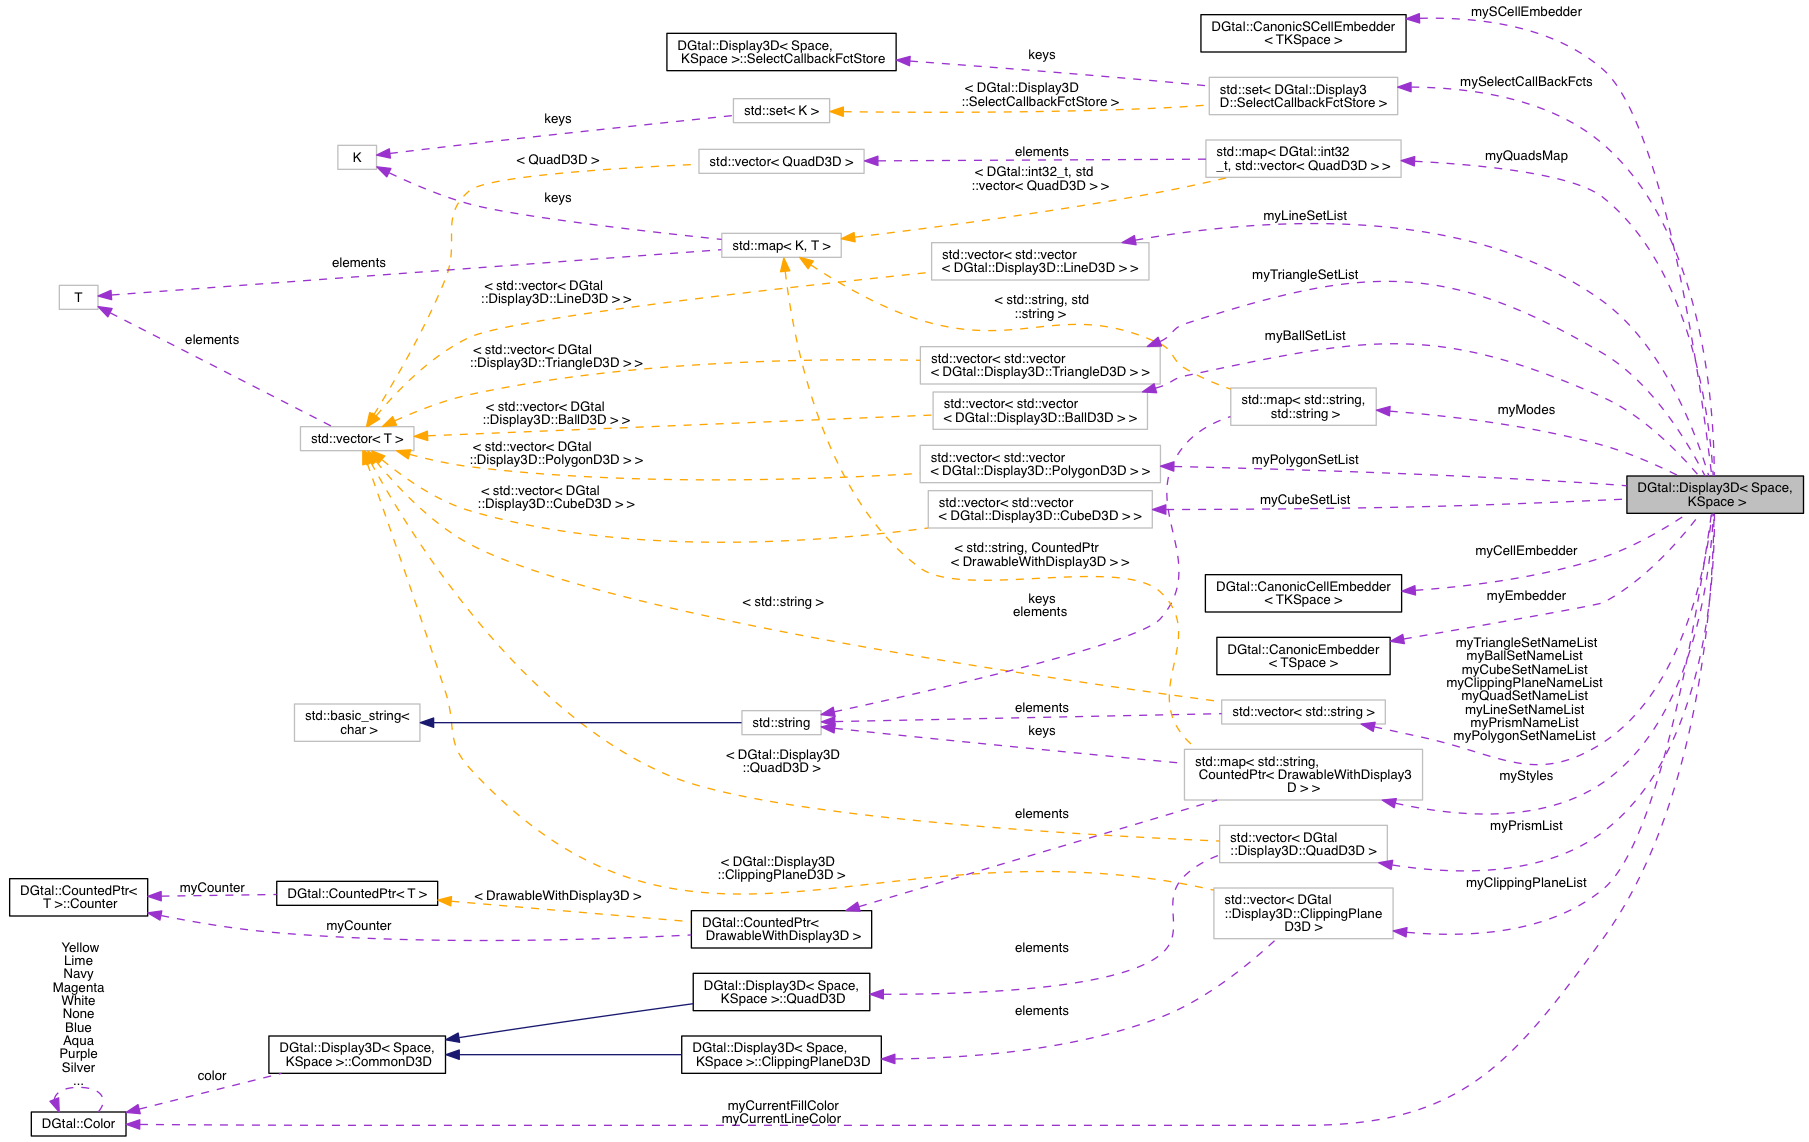 mySCellEmbedder
DGtal::CanonicSCellEmbedder
< TKSpace >
DGtal::Display3D< Space,
KSpace >::SelectCallbackFctStore
keys
mySelectCallBackFcts
std::set< DGtal::Display3
D::SelectCallbackFctStore >
< DGtal::Display3D
::SelectCallbackFctStore >
std::set< K >
keys
K
< QuadD3D >
std::vector< QuadD3D >
elements
std::map< DGtal::int32
_t, std::vector< QuadD3D > >
myQuadsMap
< DGtal::int32_t, std
::vector< QuadD3D > >
keys
myLineSetList
std::map< K, T >
std::vector< std::vector
< DGtal::Display3D::LineD3D > >
elements
T
< std::vector< DGtal
::Display3D::LineD3D > >
myTriangleSetList
< std::string, std
::string >
elements
myBallSetList
< std::vector< DGtal
::Display3D::TriangleD3D > >
std::vector< std::vector
< DGtal::Display3D::TriangleD3D > >
std::map< std::string,
std::string >
myModes
< std::vector< DGtal
::Display3D::BallD3D > >
std::vector< std::vector
< DGtal::Display3D::BallD3D > >
std::vector< T >
< std::vector< DGtal
::Display3D::PolygonD3D > >
std::vector< std::vector
< DGtal::Display3D::PolygonD3D > >
myPolygonSetList
DGtal::Display3D< Space,
KSpace >
< std::vector< DGtal
::Display3D::CubeD3D > >
std::vector< std::vector
< DGtal::Display3D::CubeD3D > >
myCubeSetList
< std::string, CountedPtr
< DrawableWithDisplay3D > >
myCellEmbedder
DGtal::CanonicCellEmbedder
< TKSpace >
< std::string >
keys
elements
myEmbedder
DGtal::CanonicEmbedder
< TSpace >
myTriangleSetNameList
myBallSetNameList
myCubeSetNameList
myClippingPlaneNameList
myQuadSetNameList
myLineSetNameList
myPrismNameList
myPolygonSetNameList
std::basic_string<
char >
std::string
elements
std::vector< std::string >
keys
< DGtal::Display3D
::QuadD3D >
std::map< std::string,
CountedPtr< DrawableWithDisplay3
D > >
myStyles
elements
std::vector< DGtal
::Display3D::QuadD3D >
myPrismList
< DGtal::Display3D
::ClippingPlaneD3D >
myClippingPlaneList
DGtal::CountedPtr<
T >::Counter
myCounter
DGtal::CountedPtr< T >
< DrawableWithDisplay3D >
myCounter
DGtal::CountedPtr<
DrawableWithDisplay3D >
std::vector< DGtal
::Display3D::ClippingPlane
D3D >
elements
Yellow
Lime
Navy
Magenta
White
None
Blue
Aqua
Purple
Silver
...
DGtal::Display3D< Space,
KSpace >::QuadD3D
elements
DGtal::Display3D< Space,
KSpace >::CommonD3D
DGtal::Display3D< Space,
KSpace >::ClippingPlaneD3D
color
DGtal::Color
myCurrentFillColor
myCurrentLineColor